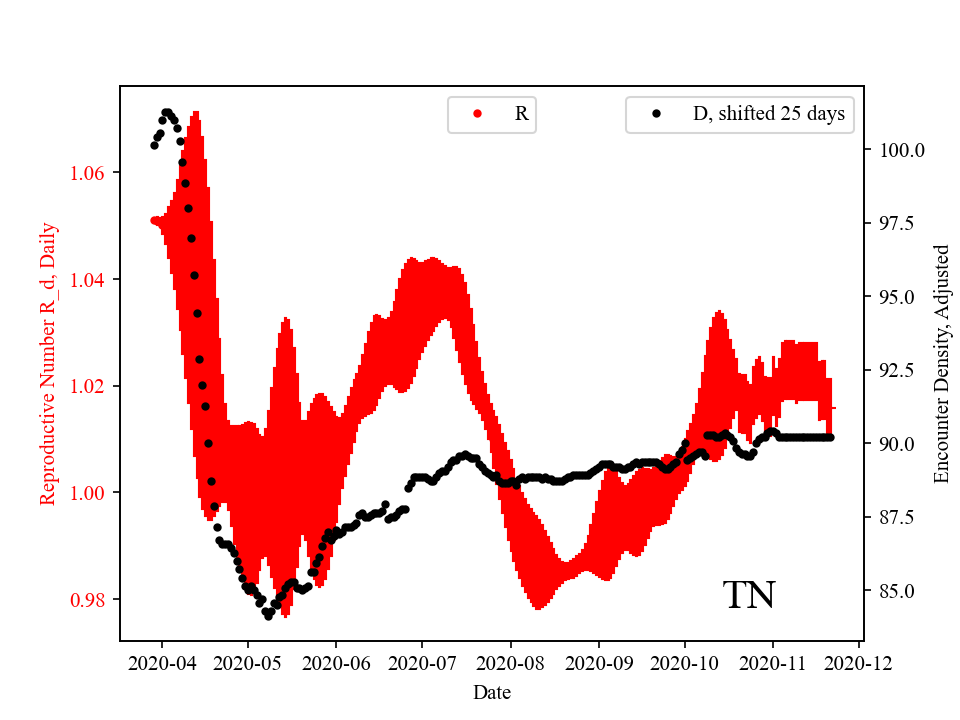 R
D, shifted 25 days
Reproductive Number R_d, Daily
1.06
1.04
1.02
1.00
0.98
100.0
97.5
95.0
92.5
90.0
87.5
85.0
Encounter Density, Adjusted
TN
2020-04 2020-05 2020-06 2020-07 2020-08 2020-09 2020-10 2020-11 2020-12
Date